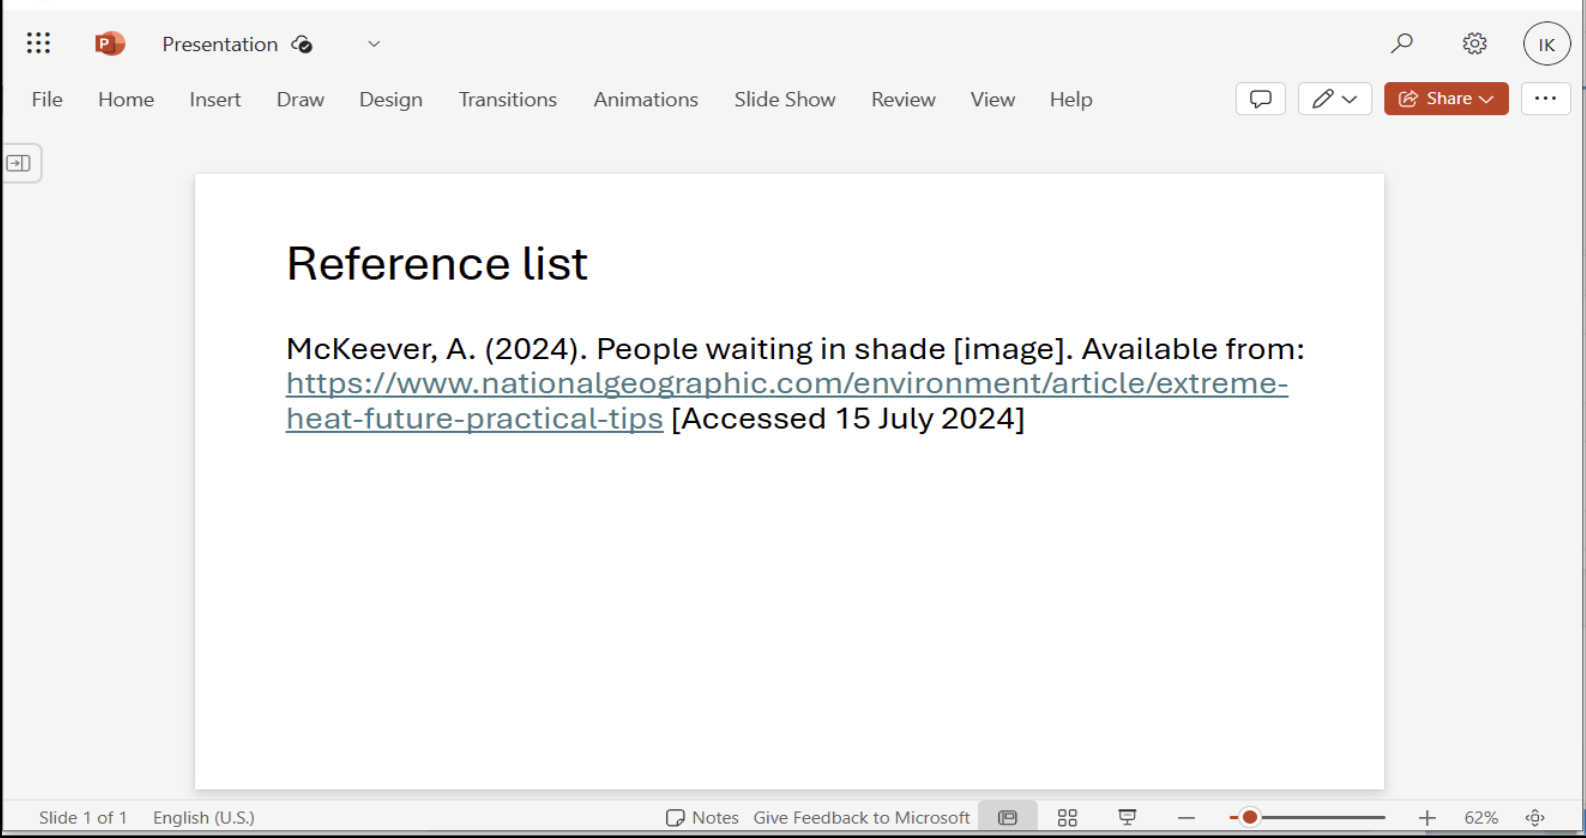 Presentation
IK
File Home Insert Draw Design Transitions Animations Slide Show Review View Help Share
Reference list
McKeever, A. (2024). People waiting in shade [image]. Available from:
https://www.nationalgeographic.com/environment/article/extreme-
heat-future-practical-tips [Accessed 15 July 2024]
Slide 1 of 1 English (U.S.) Notes Give Feedback to Microsoft 62%